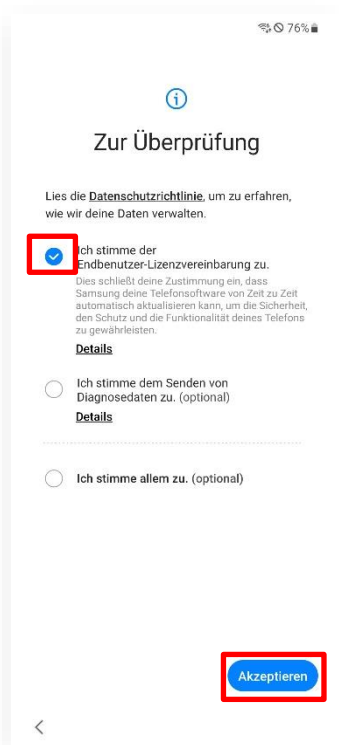 76%
Zur Überprüfung
Lies die Datenschutzrichtlinie, um zu erfahren,
wie wir deine Daten verwalten.
Ich stimme der
Endbenutzer-Lizenzvereinbarung zu.
Dies schließt deine Zustimmung ein, dass
Samsung deine Telefonsoftware von Zeit zu Zeit
automatisch aktualisieren kann, um die Sicherheit,
den Schutz und die Funktionalität deines Telefons
zu gewährleisten.
Details
Ich stimme dem Senden von
Diagnosedaten zu. (optional)
Details
Ich stimme allem zu. (optional)
Akzeptieren